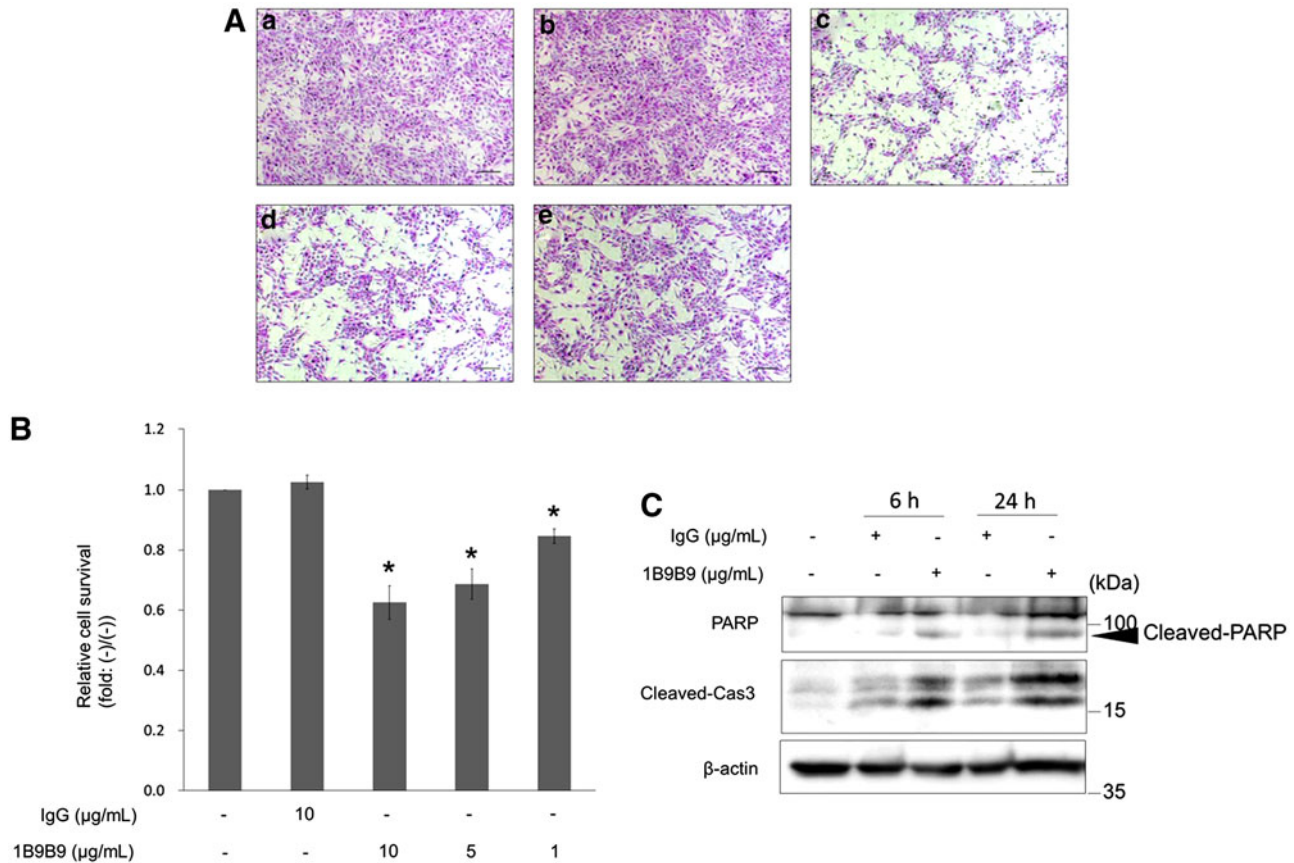 A
a
b
c
d
e
B
1.2
1.0
0.8
0.6
0.4
0.2
0.0
Relative cell survival
(fold: (-)/(-))
* * *
IgG (µg/mL) - 10 - - -
1B9B9 (µg/mL) - - 10 5 1
C
6 h 24 h
IgG (µg/mL) - + - + -
1B9B9 (µg/mL) - - + - +
(kDa)
PARP
100
Cleaved-PARP
Cleaved-Cas3
15
β-actin
35